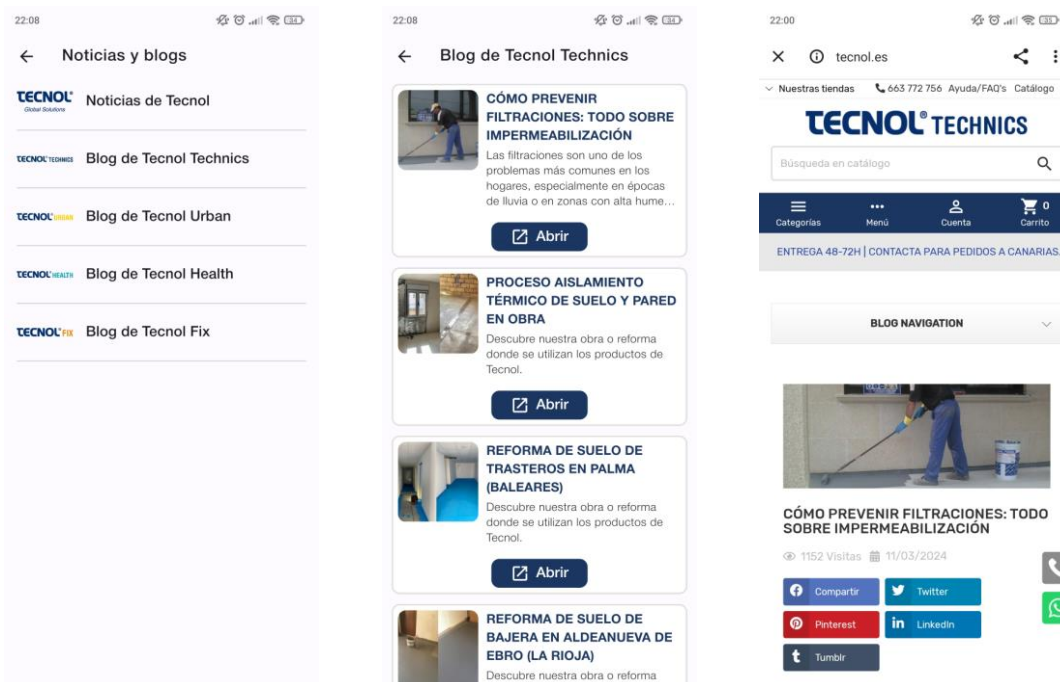 22:08
Noticias y blogs
TECNOL®
Global Solutions
Noticias de Tecnol
TECNOL® TECHNICS
Blog de Tecnol Technics
TECNOL® URBAN
Blog de Tecnol Urban
TECNOL® HEALTH
Blog de Tecnol Health
TECNOL® FIX
Blog de Tecnol Fix
22:08
Blog de Tecnol Technics
CÓMO PREVENIR
FILTRACIONES: TODO SOBRE
IMPERMEABILIZACIÓN
Las filtraciones son uno de los
problemas más comunes en los
hogares, especialmente en épocas
de lluvia o en zonas con alta hume...
Abrir
PROCESO AISLAMIENTO
TÉRMICO DE SUELO Y PARED
EN OBRA
Descubre nuestra obra o reforma
donde se utilizan los productos de
Tecnol.
Abrir
REFORMA DE SUELO DE
TRASTEROS EN PALMA
(BALEARES)
Descubre nuestra obra o reforma
donde se utilizan los productos de
Tecnol.
Abrir
REFORMA DE SUELO DE
BAJERA EN ALDEANUEVA DE
EBRO (LA RIOJA)
Descubre nuestra obra o reforma
22:00
tecnol.es
Nuestras tiendas 663 772 756 Ayuda/FAQ's Catálogo
TECNOL® TECHNICS
Búsqueda en catálogo
Categorías Menú Cuenta 0 Carrito
ENTREGA 48-72H | CONTACTA PARA PEDIDOS A CANARIAS.
BLOG NAVIGATION
CÓMO PREVENIR FILTRACIONES: TODO
SOBRE IMPERMEABILIZACIÓN
1152 Visitas 11/03/2024
Compartir Twitter
Pinterest LinkedIn
Tumblr